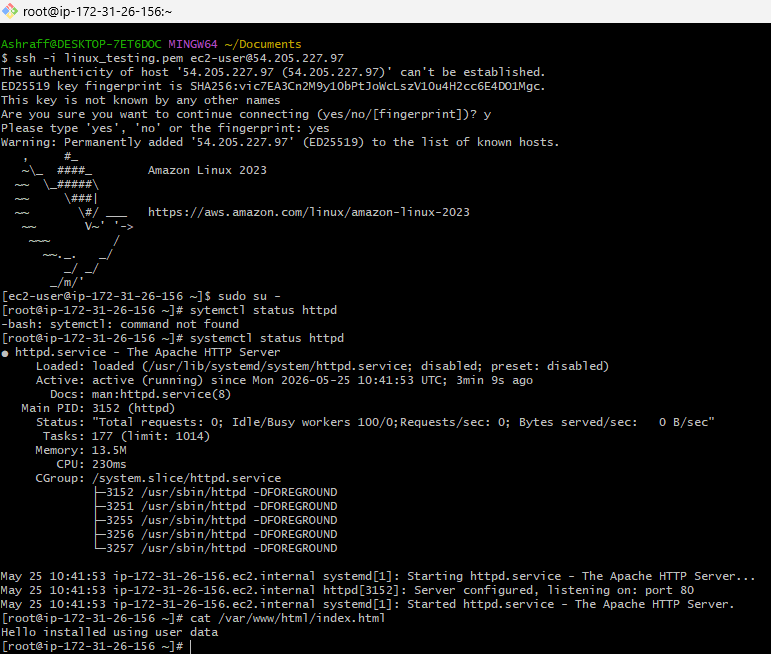 root@ip-172-31-26-156:~
Ashraff@DESKTOP-7ET6DOC MINGW64 ~/Documents
$ ssh -i linux_testing.pem ec2-user@54.205.227.97
The authenticity of host '54.205.227.97 (54.205.227.97)' can't be established.
ED25519 key fingerprint is SHA256:vic7EA3Cn2M9y1ObPtJoWcLszV1Ou4H2cc6E4DO1Mgc.
This key is not known by any other names
Are you sure you want to continue connecting (yes/no/[fingerprint])? y
Please type 'yes', 'no' or the fingerprint: yes
Warning: Permanently added '54.205.227.97' (ED25519) to the list of known hosts.
   ,     #_
   ~\_  ####_        Amazon Linux 2023
  ~~  \_#####\
  ~~     \###|
  ~~       \#/ ___   https://aws.amazon.com/linux/amazon-linux-2023
   ~~       V~' '->
    ~~~         /
      ~~._.   _/
         _/ _/
       _/m/'
[ec2-user@ip-172-31-26-156 ~]$ sudo su -
[root@ip-172-31-26-156 ~]# sytemctl status httpd
-bash: sytemctl: command not found
[root@ip-172-31-26-156 ~]# systemctl status httpd
● httpd.service - The Apache HTTP Server
     Loaded: loaded (/usr/lib/systemd/system/httpd.service; disabled; preset: disabled)
     Active: active (running) since Mon 2026-05-25 10:41:53 UTC; 3min 9s ago
       Docs: man:httpd.service(8)
   Main PID: 3152 (httpd)
     Status: "Total requests: 0; Idle/Busy workers 100/0;Requests/sec: 0; Bytes served/sec:   0 B/sec"
      Tasks: 177 (limit: 1014)
     Memory: 13.5M
        CPU: 230ms
     CGroup: /system.slice/httpd.service
             ├─3152 /usr/sbin/httpd -DFOREGROUND
             ├─3251 /usr/sbin/httpd -DFOREGROUND
             ├─3255 /usr/sbin/httpd -DFOREGROUND
             ├─3256 /usr/sbin/httpd -DFOREGROUND
             └─3257 /usr/sbin/httpd -DFOREGROUND
May 25 10:41:53 ip-172-31-26-156.ec2.internal systemd[1]: Starting httpd.service - The Apache HTTP Server...
May 25 10:41:53 ip-172-31-26-156.ec2.internal httpd[3152]: Server configured, listening on: port 80
May 25 10:41:53 ip-172-31-26-156.ec2.internal systemd[1]: Started httpd.service - The Apache HTTP Server.
[root@ip-172-31-26-156 ~]# cat /var/www/html/index.html
Hello installed using user data
[root@ip-172-31-26-156 ~]#